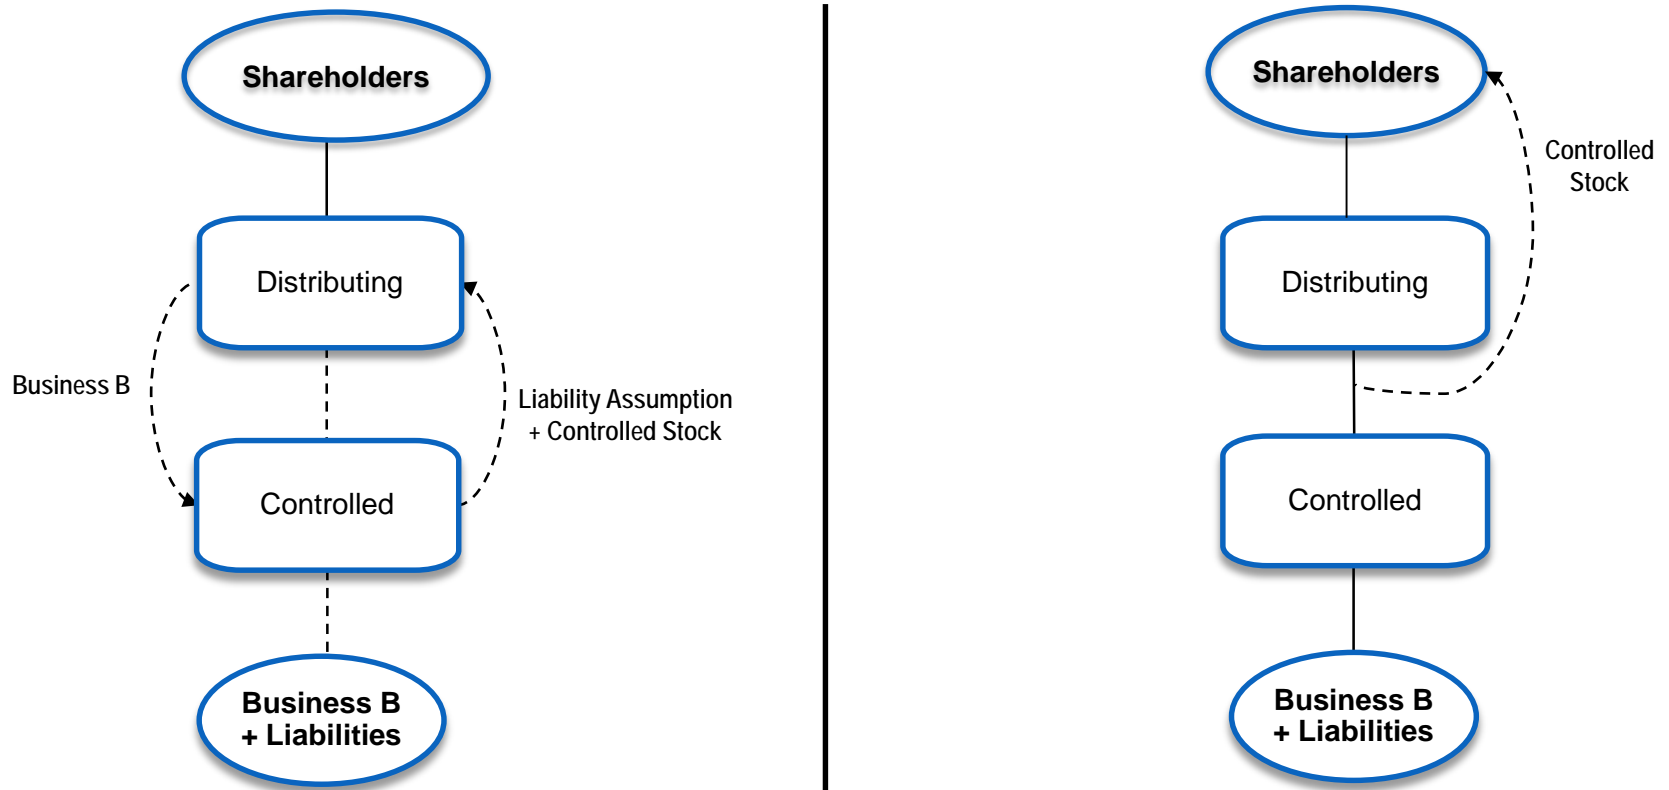 Shareholders
Distributing
Business B
Liability Assumption
+ Controlled Stock
Controlled
Business B
+ Liabilities
Shareholders
Controlled
Stock
Distributing
Controlled
Business B
+ Liabilities